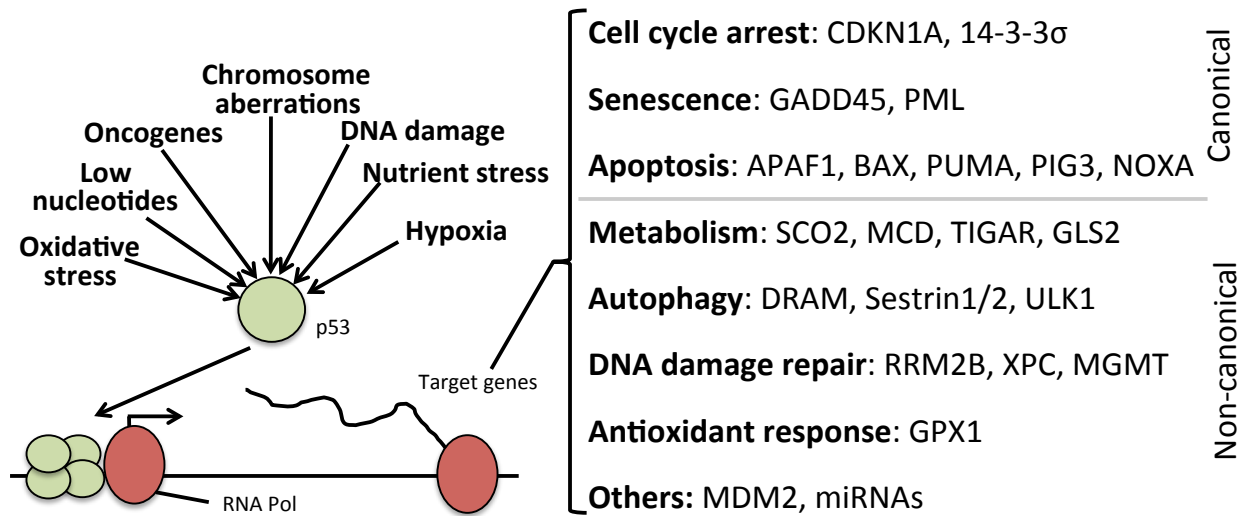 Chromosome
aberrations
Oncogenes
DNA damage
Low
nucleotides
Nutrient stress
Oxidative
stress
Hypoxia
p53
Target genes
RNA Pol
Cell cycle arrest: CDKN1A, 14-3-3σ
Senescence: GADD45, PML
Apoptosis: APAF1, BAX, PUMA, PIG3, NOXA
Metabolism: SCO2, MCD, TIGAR, GLS2
Autophagy: DRAM, Sestrin1/2, ULK1
DNA damage repair: RRM2B, XPC, MGMT
Antioxidant response: GPX1
Others: MDM2, miRNAs
Canonical
Non-canonical